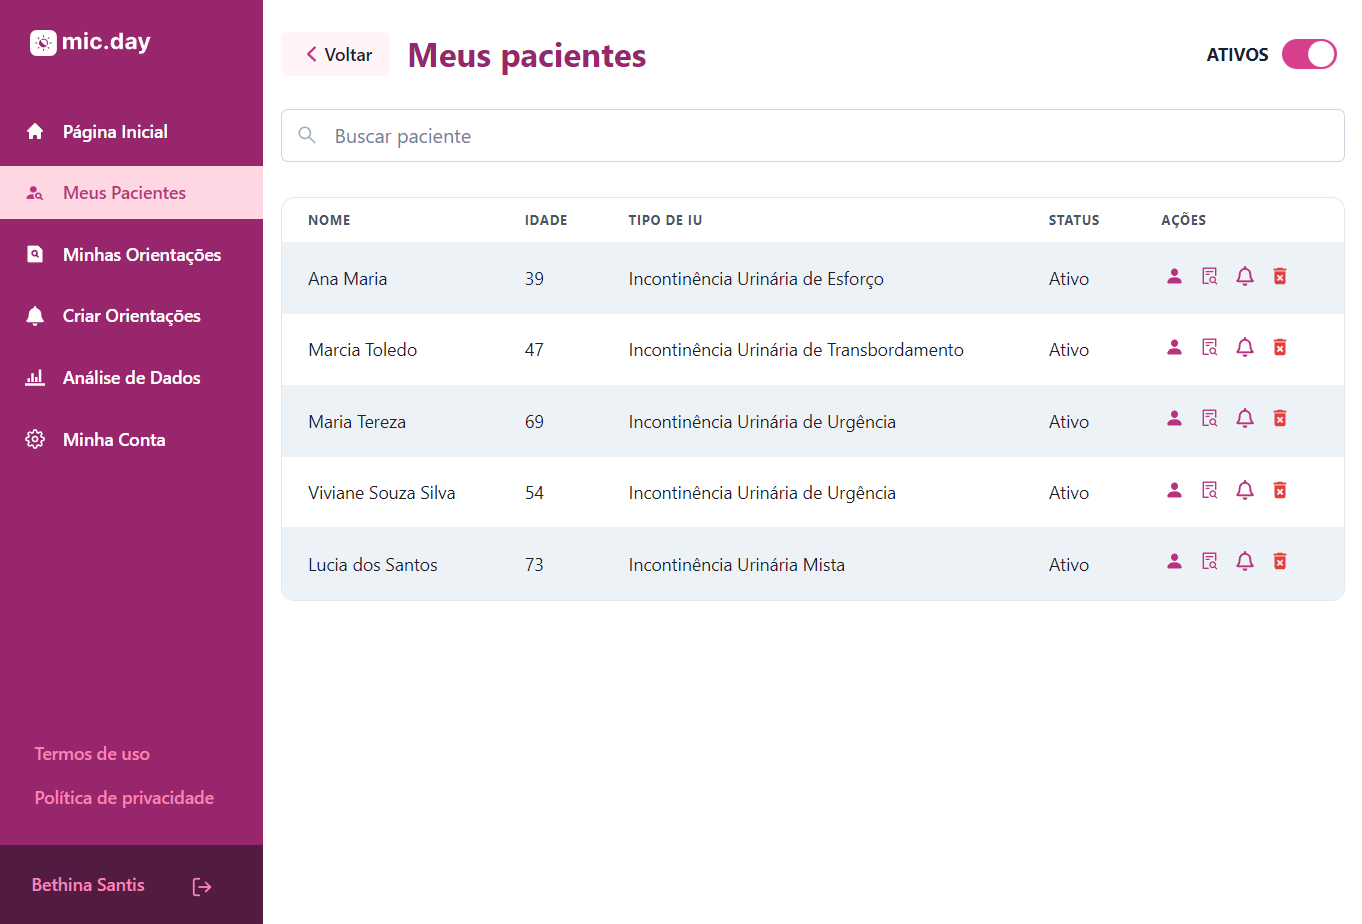 mic.day
Página Inicial
Meus Pacientes
Minhas Orientações
Criar Orientações
Análise de Dados
Minha Conta
Termos de uso
Política de privacidade
Bethina Santis
Voltar
Meus pacientes
ATIVOS
Buscar paciente
NOME IDADE TIPO DE IU STATUS AÇÕES
Ana Maria 39 Incontinência Urinária de Esforço Ativo
Marcia Toledo 47 Incontinência Urinária de Transbordamento Ativo
Maria Tereza 69 Incontinência Urinária de Urgência Ativo
Viviane Souza Silva 54 Incontinência Urinária de Urgência Ativo
Lucia dos Santos 73 Incontinência Urinária Mista Ativo